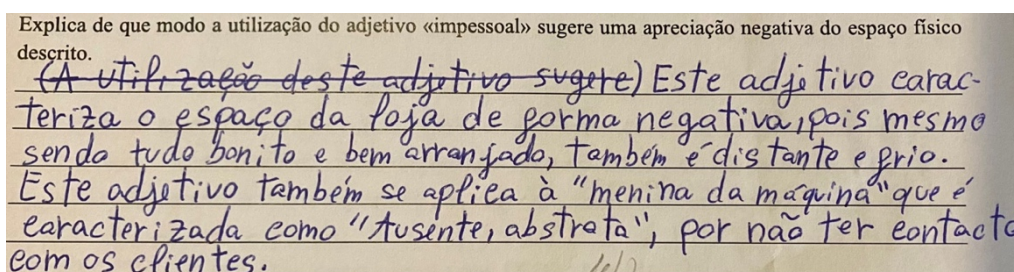 Explica de que modo a utilização do adjetivo «impessoal» sugere uma apreciação negativa do espaço físico
descrito.
(A utilização deste adjetivo sugere) Este adjetivo carac-
teriza o espaço da loja de forma negativa, pois mesmo
sendo tudo bonito e bem arranjado, também é distante e frio.
Este adjetivo também se aplica à "menina da máquina" que é
caracterizada como "Ausente, abstrata", por não ter contacto
com os clientes.